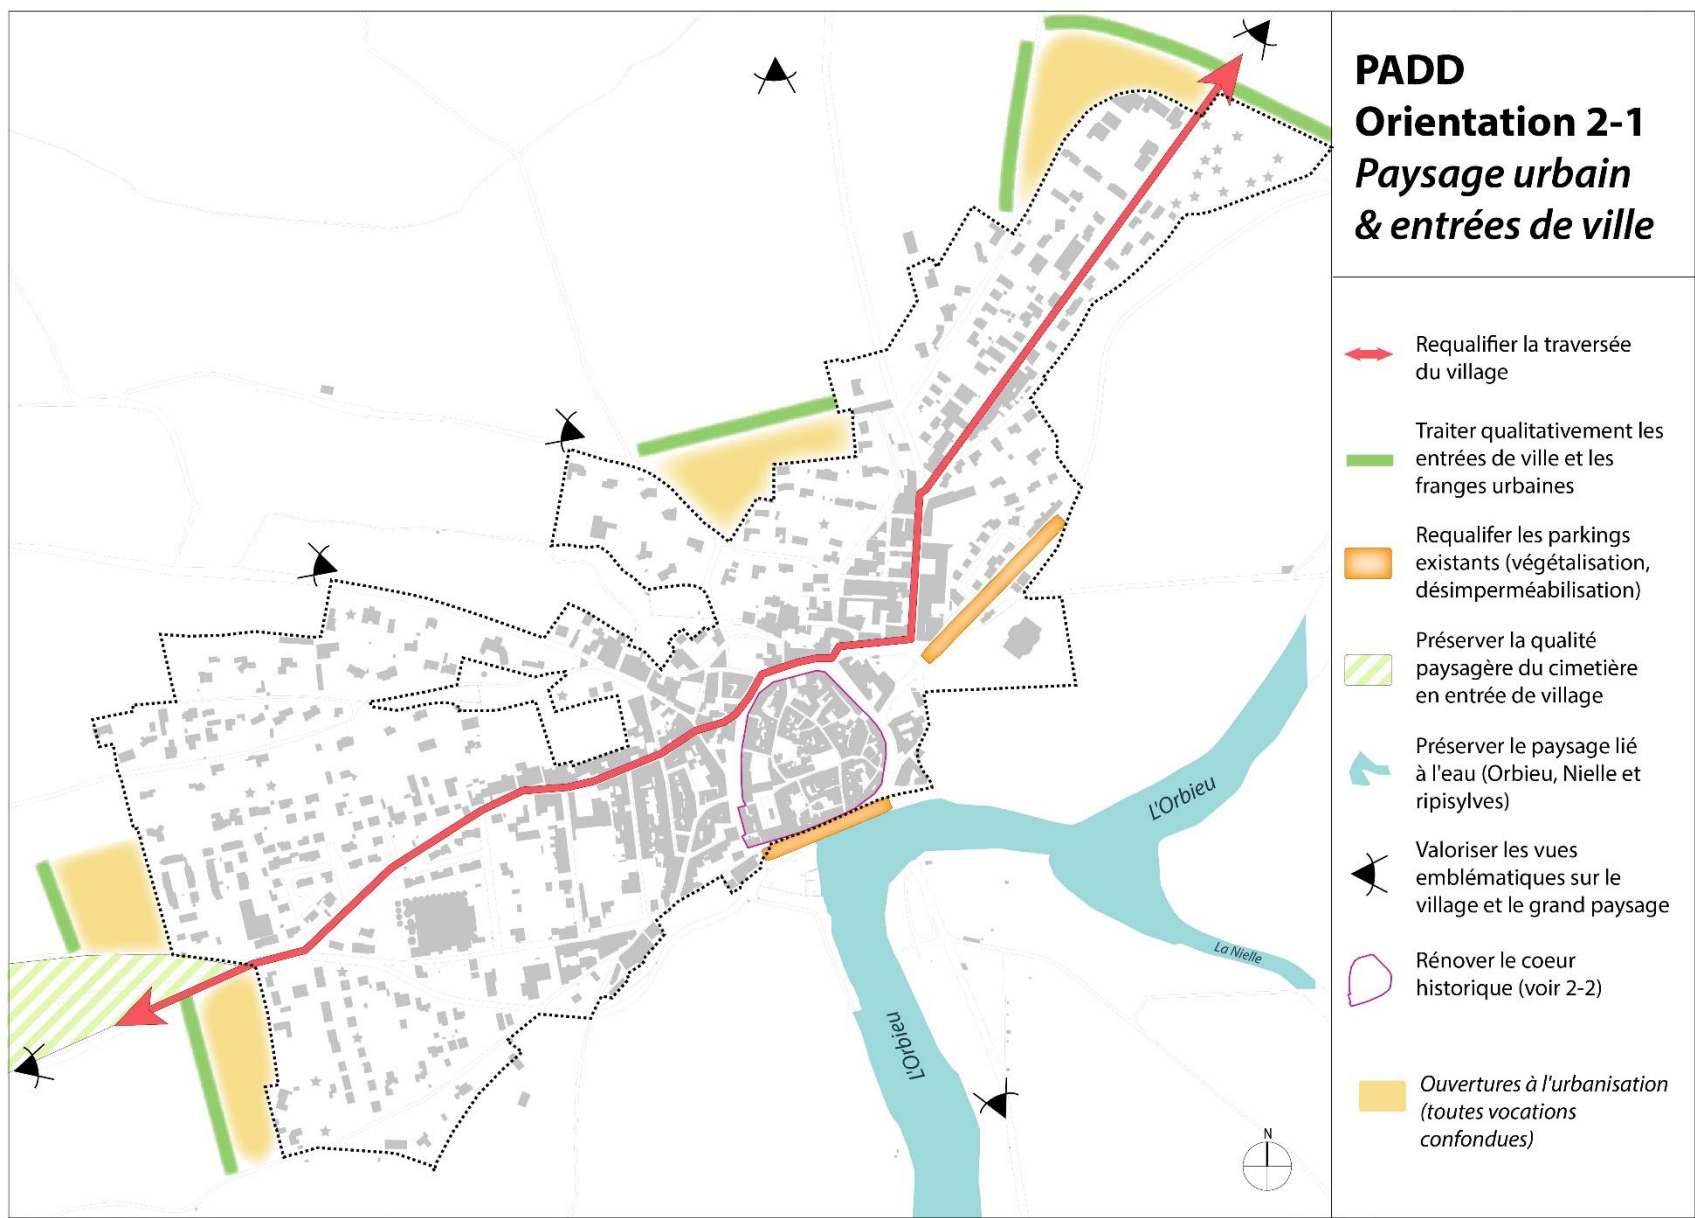 PADD
Orientation 2-1
Paysage urbain
& entrées de ville
Requalifier la traversée
du village
Traiter qualitativement les
entrées de ville et les
franges urbaines
Requalifer les parkings
existants (végétalisation,
désimperméabilisation)
Préserver la qualité
paysagère du cimetière
en entrée de village
Préserver le paysage lié
à l'eau (Orbieu, Nielle et
ripisylves)
Valoriser les vues
emblématiques sur le
village et le grand paysage
Rénover le coeur
historique (voir 2-2)
Ouvertures à l'urbanisation
(toutes vocations
confondues)
L'Orbieu
La Nielle
L'Orbieu
N